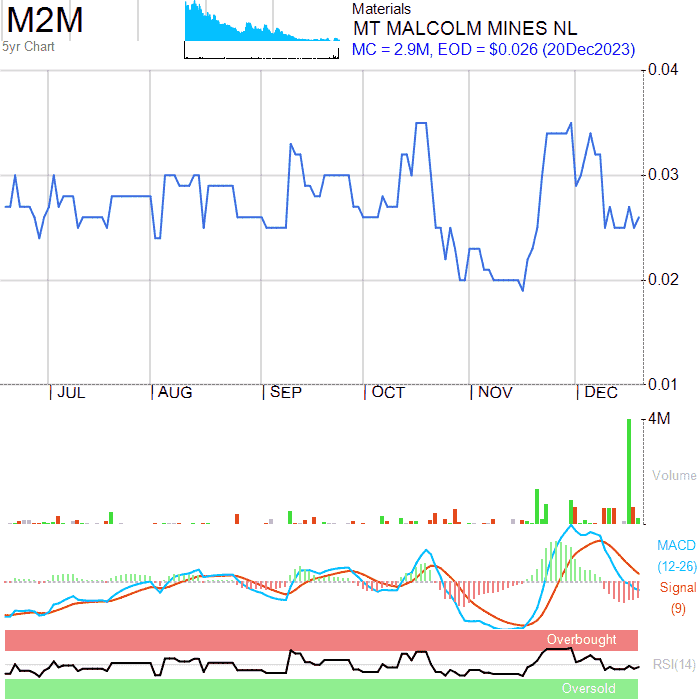 M2M
5yr Chart
Materials
MT MALCOLM MINES NL
MC = 2.9M, EOD = $0.026 (20Dec2023)
0.04
0.03
0.02
0.01
JUL AUG SEP OCT NOV DEC
4M
Volume
MACD
(12-26)
Signal
(9)
Overbought
RSI(14)
Oversold